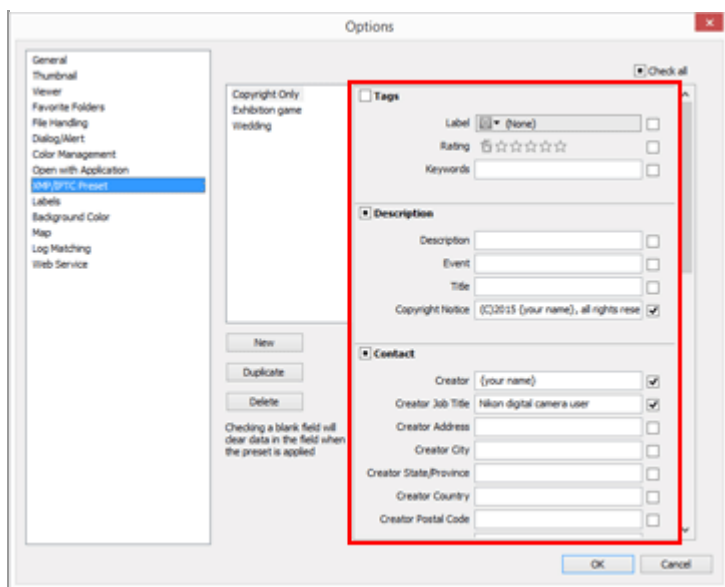 Options
General
Thumbnail
Viewer
Favorite Folders
File Handling
Dialog/Alert
Color Management
Open with Application
XMP/IPTC Preset
Labels
Background Color
Map
Log Matching
Web Service
Copyright Only
Exhibition game
Wedding
New
Duplicate
Delete
Checking a blank field will
clear data in the field when
the preset is applied
Check all
Tags
Label (None)
Rating
Keywords
Description
Description
Event
Title
Copyright Notice (C)2015 {your name}, all rights rese
Contact
Creator {your name}
Creator Job Title Nikon digital camera user
Creator Address
Creator City
Creator State/Province
Creator Country
Creator Postal Code
OK Cancel